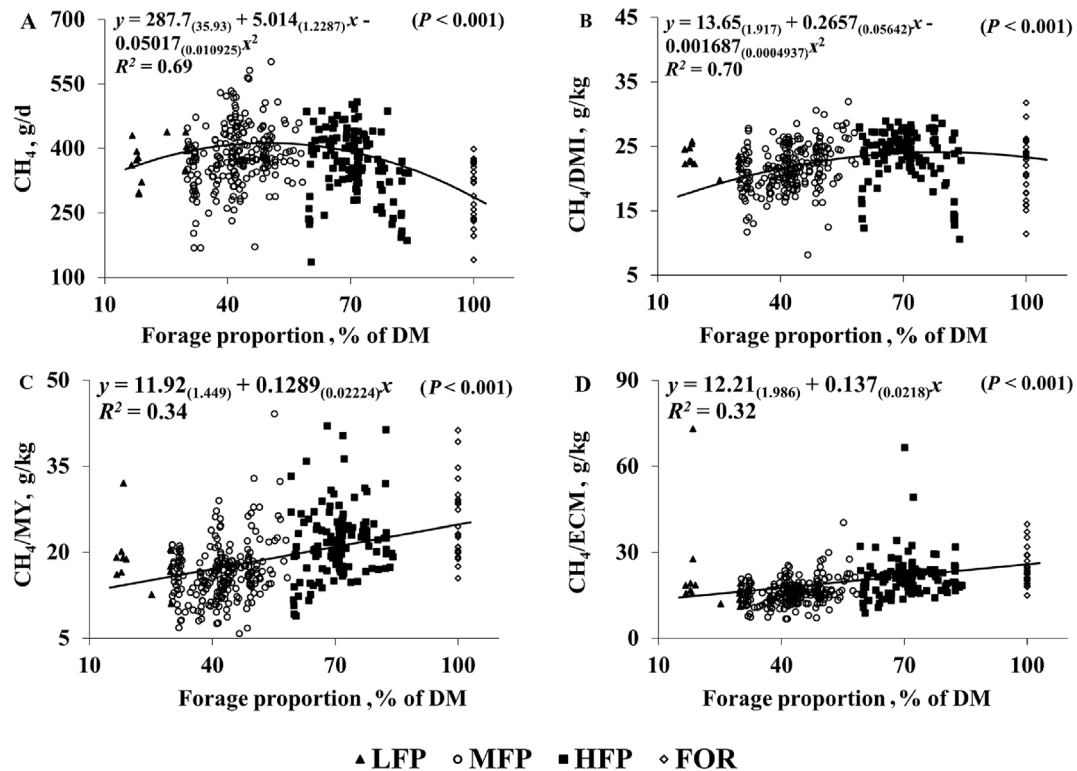 A
y = 287.7(35.93) + 5.014(1.2287)x -
0.05017(0.010925)x²
(P < 0.001)
R² = 0.69
CH₄, g/d
700
550
400
250
100
10 40 70 100
Forage proportion , % of DM
B
y = 13.65(1.917) + 0.2657(0.05642)x -
0.001687(0.0004937)x²
(P < 0.001)
R² = 0.70
CH₄/DMI, g/kg
45
35
25
15
5
10 40 70 100
Forage proportion , % of DM
C
y = 11.92(1.449) + 0.1289(0.02224)x
(P < 0.001)
R² = 0.34
CH₄/MY, g/kg
50
35
20
5
10 40 70 100
Forage proportion , % of DM
D
y = 12.21(1.986) + 0.137(0.0218)x
(P < 0.001)
R² = 0.32
CH₄/ECM, g/kg
90
60
30
0
10 40 70 100
Forage proportion , % of DM
LFP MFP HFP FOR